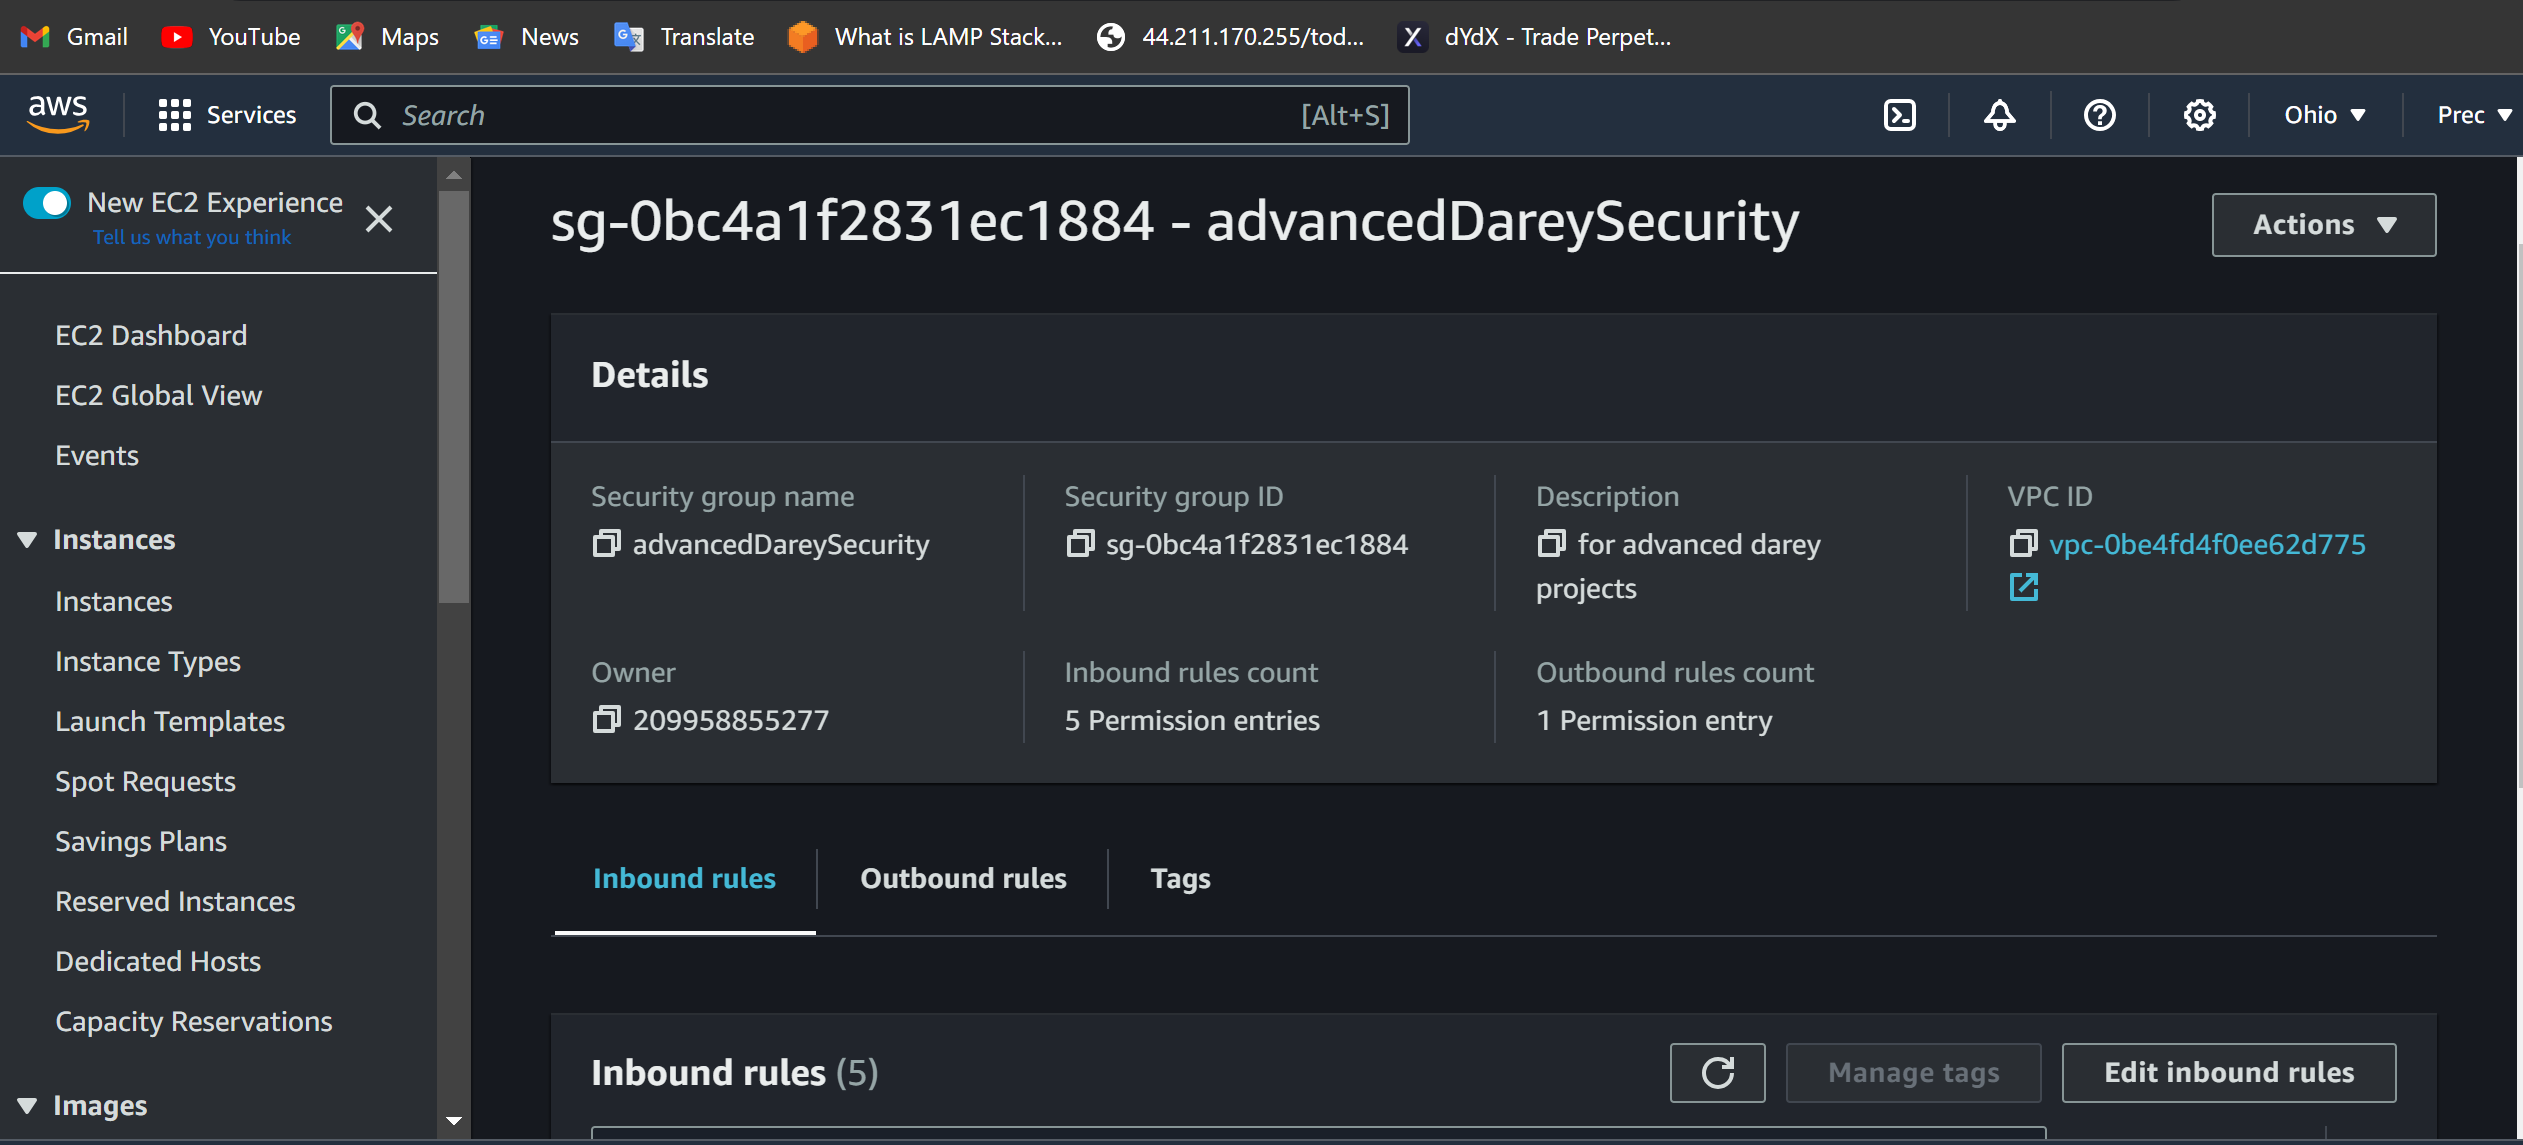 Gmail YouTube Maps News Translate What is LAMP Stack... 44.211.170.255/tod... dYdX - Trade Perpet...
aws Services Search [Alt+S] Ohio Prec
New EC2 Experience
Tell us what you think
EC2 Dashboard
EC2 Global View
Events
Instances
Instances
Instance Types
Launch Templates
Spot Requests
Savings Plans
Reserved Instances
Dedicated Hosts
Capacity Reservations
Images
sg-0bc4a1f2831ec1884 - advancedDareySecurity
Actions
Details
Security group name
advancedDareySecurity
Security group ID
sg-0bc4a1f2831ec1884
Description
for advanced darey
projects
VPC ID
vpc-0be4fd4f0ee62d775
Owner
209958855277
Inbound rules count
5 Permission entries
Outbound rules count
1 Permission entry
Inbound rules Outbound rules Tags
Inbound rules (5)
Manage tags Edit inbound rules